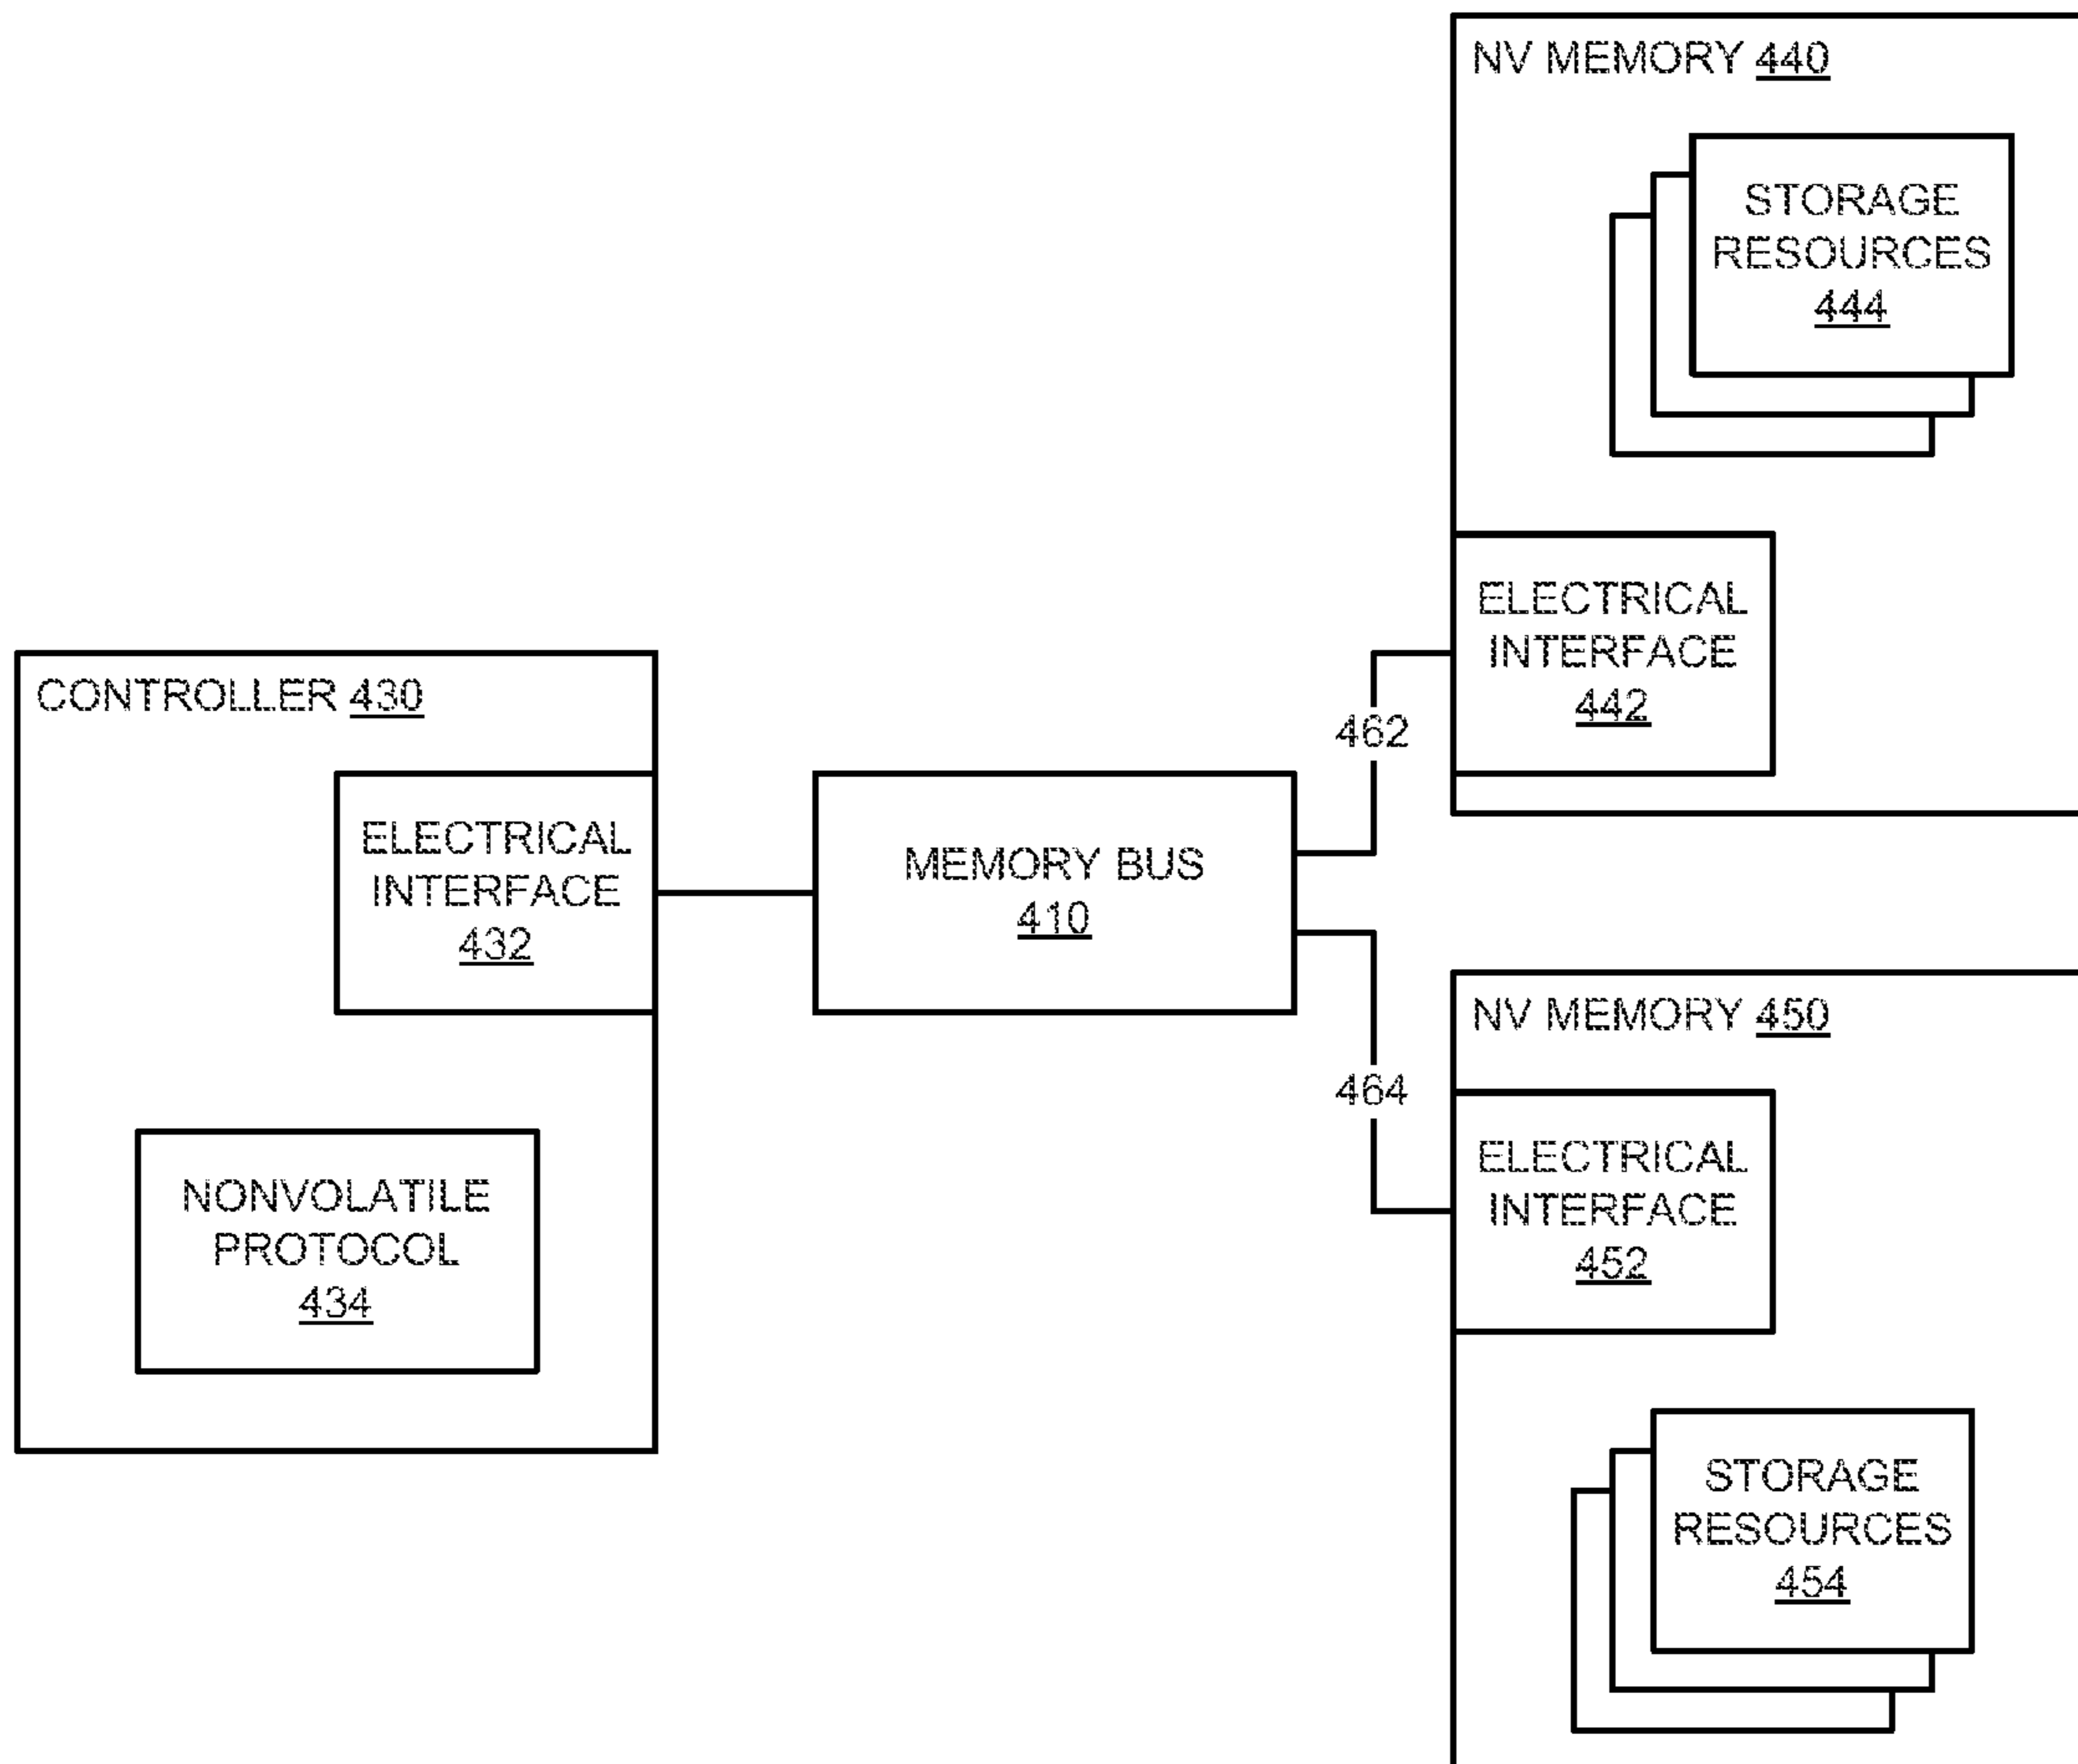 NV MEMORY 440
STORAGE
RESOURCES
444
ELECTRICAL
INTERFACE
442
462
CONTROLLER 430
ELECTRICAL
INTERFACE
432
MEMORY BUS
410
NONVOLATILE
PROTOCOL
434
464
NV MEMORY 450
ELECTRICAL
INTERFACE
452
STORAGE
RESOURCES
454